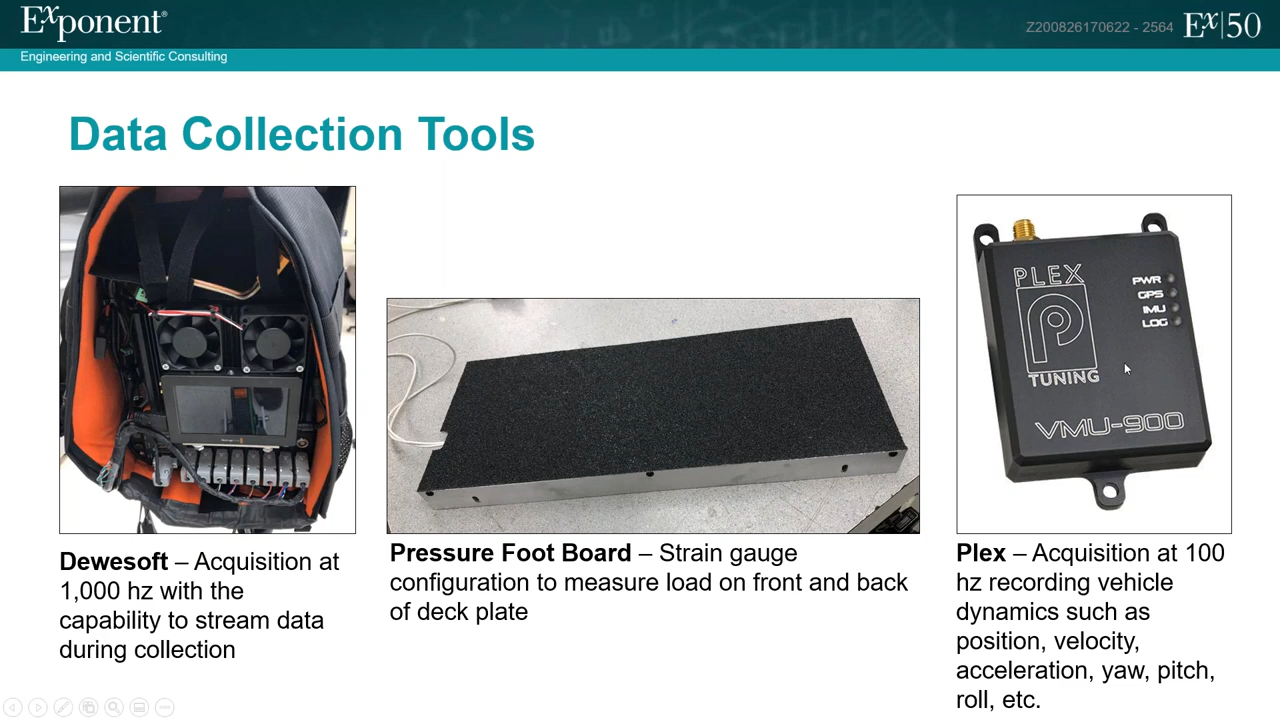 Exponent®
Z200826170622 - 2564
Ex|50
Engineering and Scientific Consulting
Data Collection Tools
PLEX
P
TUNING
PWR
GPS
IMU
LOG
VMU-900
Dewesoft – Acquisition at
1,000 hz with the
capability to stream data
during collection
Pressure Foot Board – Strain gauge
configuration to measure load on front and back
of deck plate
Plex – Acquisition at 100
hz recording vehicle
dynamics such as
position, velocity,
acceleration, yaw, pitch,
roll, etc.